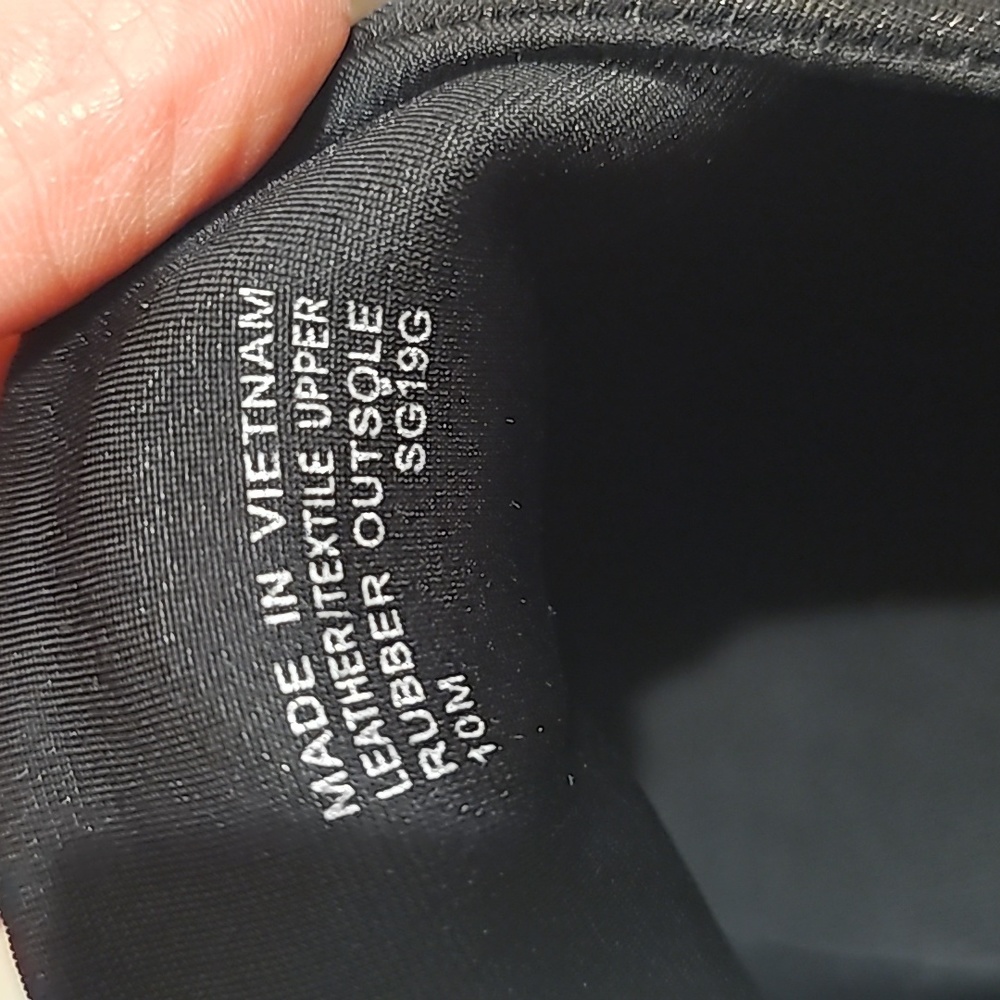 MADE IN VIETNAM
LEATHER/TEXTILE UPPER
RUBBER OUTSOLE
10M SG19G